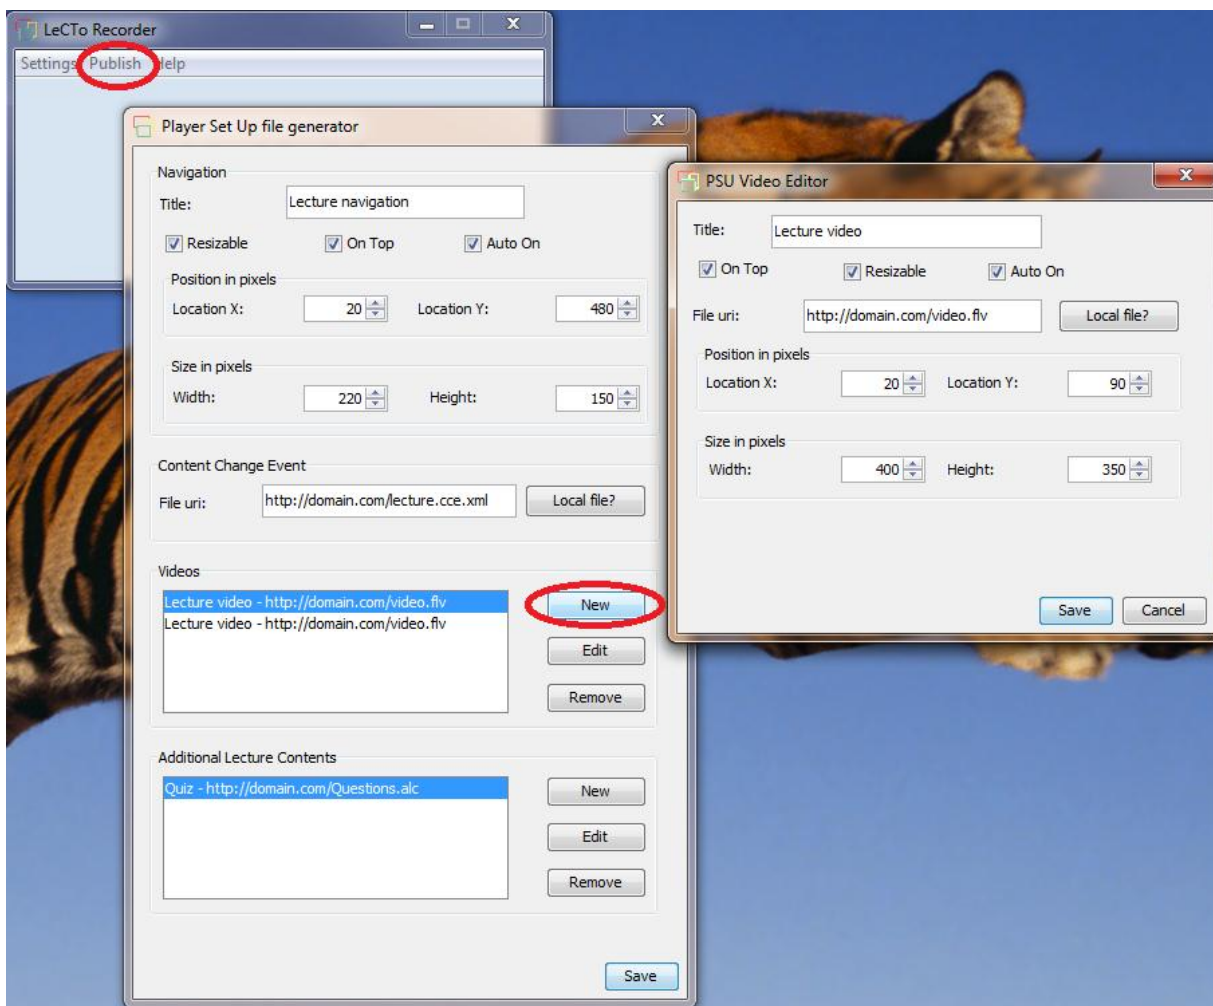 LeCTo Recorder
Settings Publish Help
Player Set Up file generator
Navigation
Title: Lecture navigation
Resizable On Top Auto On
Position in pixels
Location X: 20 Location Y: 480
Size in pixels
Width: 220 Height: 150
Content Change Event
File uri: http://domain.com/lecture.cce.xml Local file?
Videos
Lecture video - http://domain.com/video.flv
Lecture video - http://domain.com/video.flv
New
Edit
Remove
Additional Lecture Contents
Quiz - http://domain.com/Questions.alc
New
Edit
Remove
Save
PSU Video Editor
Title: Lecture video
On Top Resizable Auto On
File uri: http://domain.com/video.flv Local file?
Position in pixels
Location X: 20 Location Y: 90
Size in pixels
Width: 400 Height: 350
Save Cancel